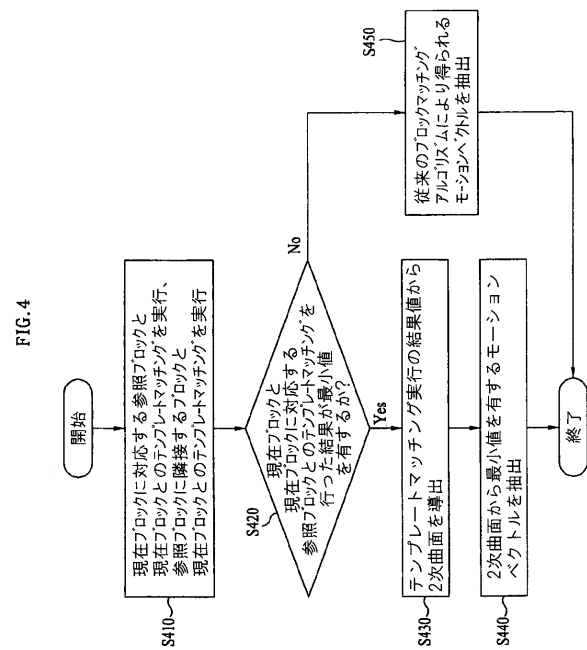 FIG.4
開始
現在ブロックに対応する参照ブロックと
現在ブロックとのテンプレートマッチングを実行、
参照ブロックに隣接するブロックと
現在ブロックとのテンプレートマッチングを実行
S410
現在ブロックと
現在ブロックに対応する
参照ブロックとのテンプレートマッチングを
行った結果が最小値
を有するか?
S420
No
Yes
テンプレートマッチング実行の結果値から
2次曲面を導出
S430
2次曲面から最小値を有するモーション
ベクトルを抽出
S440
従来のブロックマッチング
アルゴリズムにより得られる
モーションベクトルを抽出
S450
終了